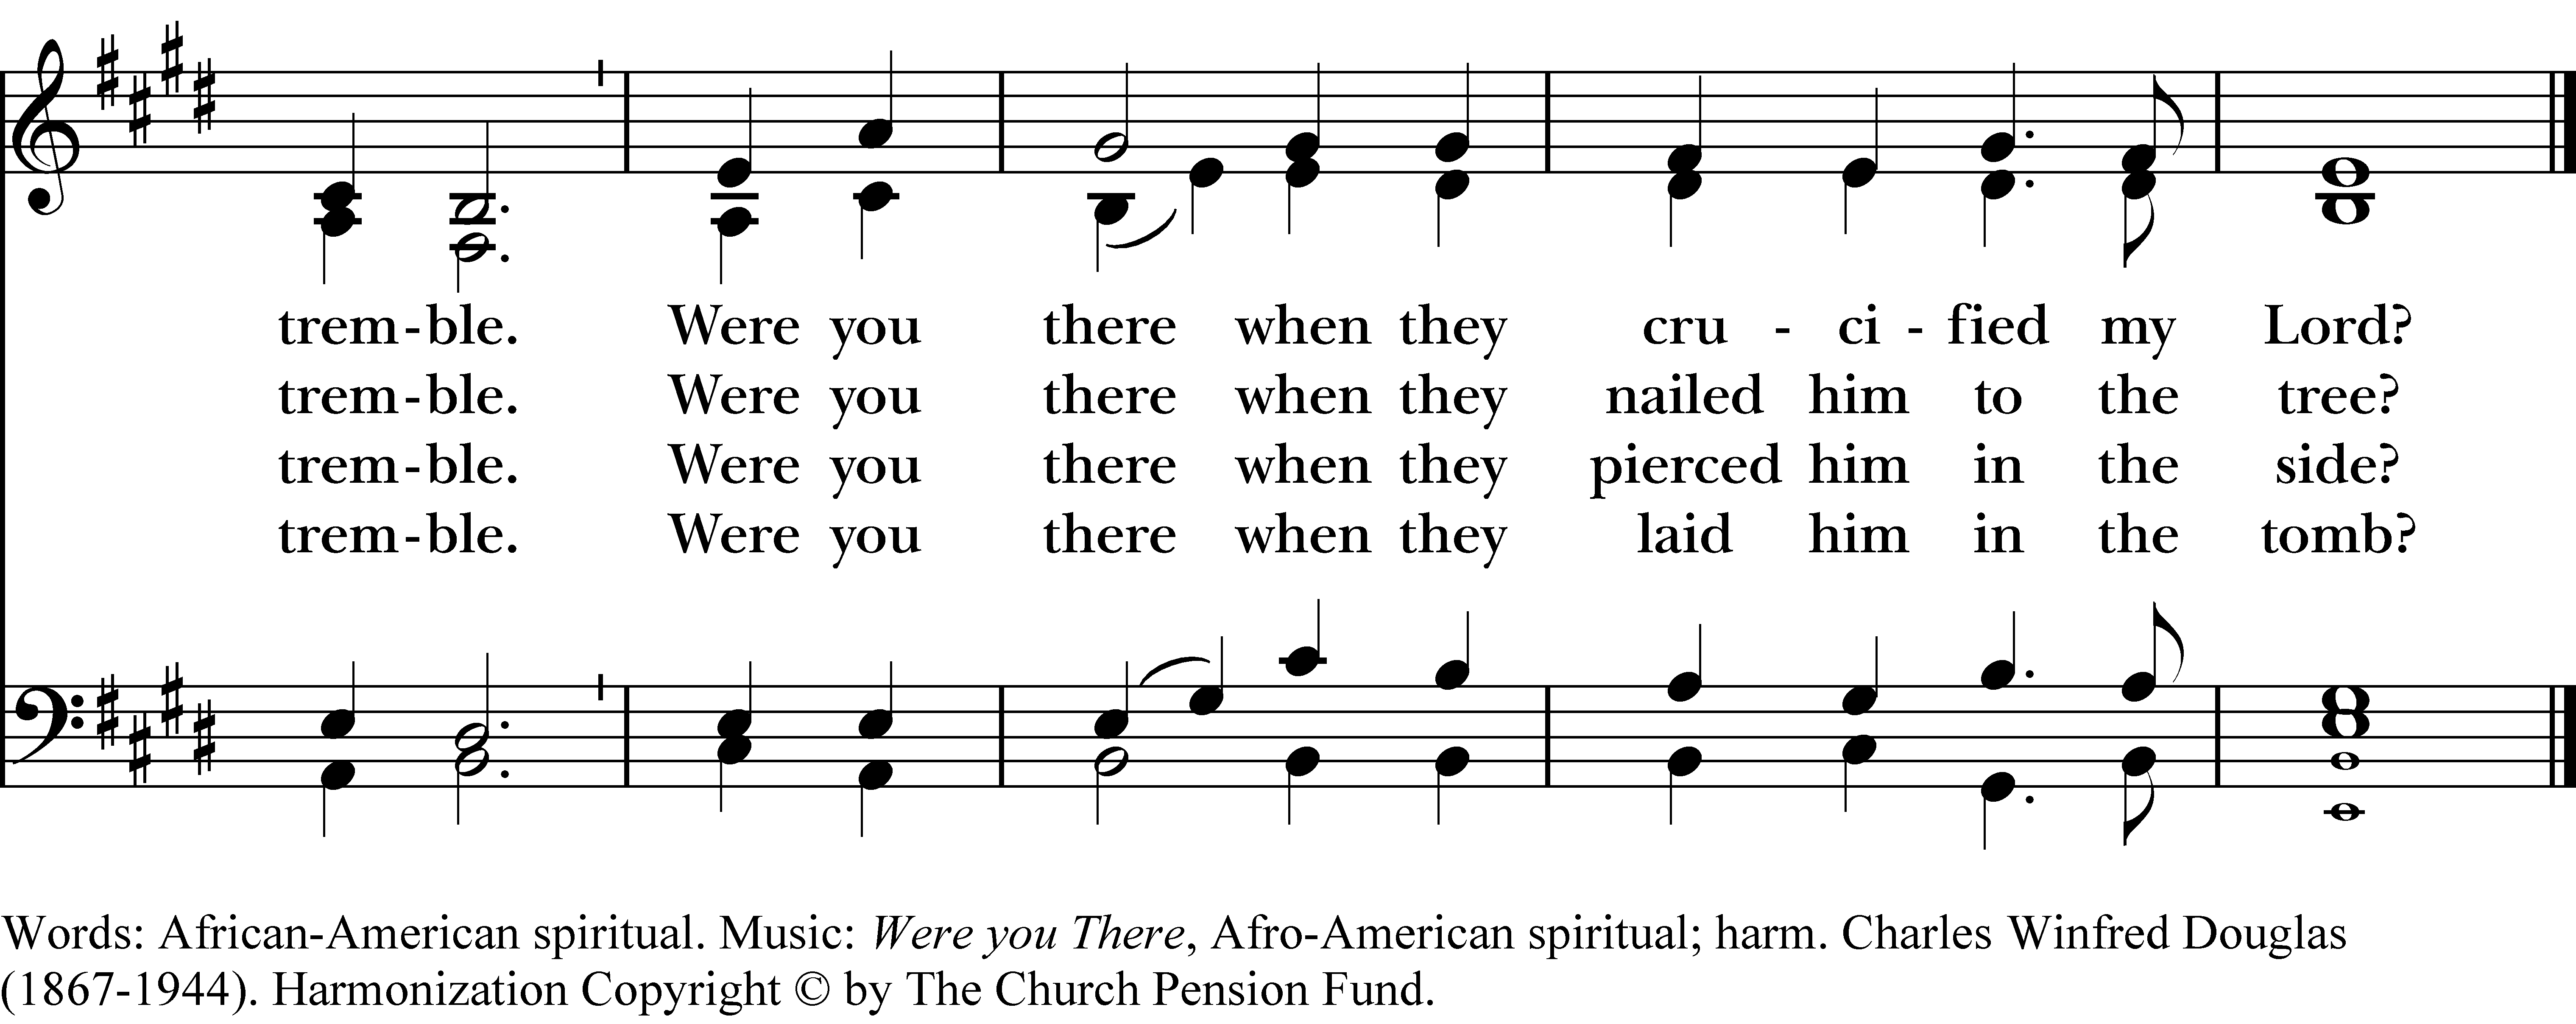 trem-ble. Were you there when they cru - ci - fied my Lord?
trem-ble. Were you there when they nailed him to the tree?
trem-ble. Were you there when they pierced him in the side?
trem-ble. Were you there when they laid him in the tomb?
Words: African-American spiritual. Music: Were you There, Afro-American spiritual; harm. Charles Winfred Douglas
(1867-1944). Harmonization Copyright © by The Church Pension Fund.